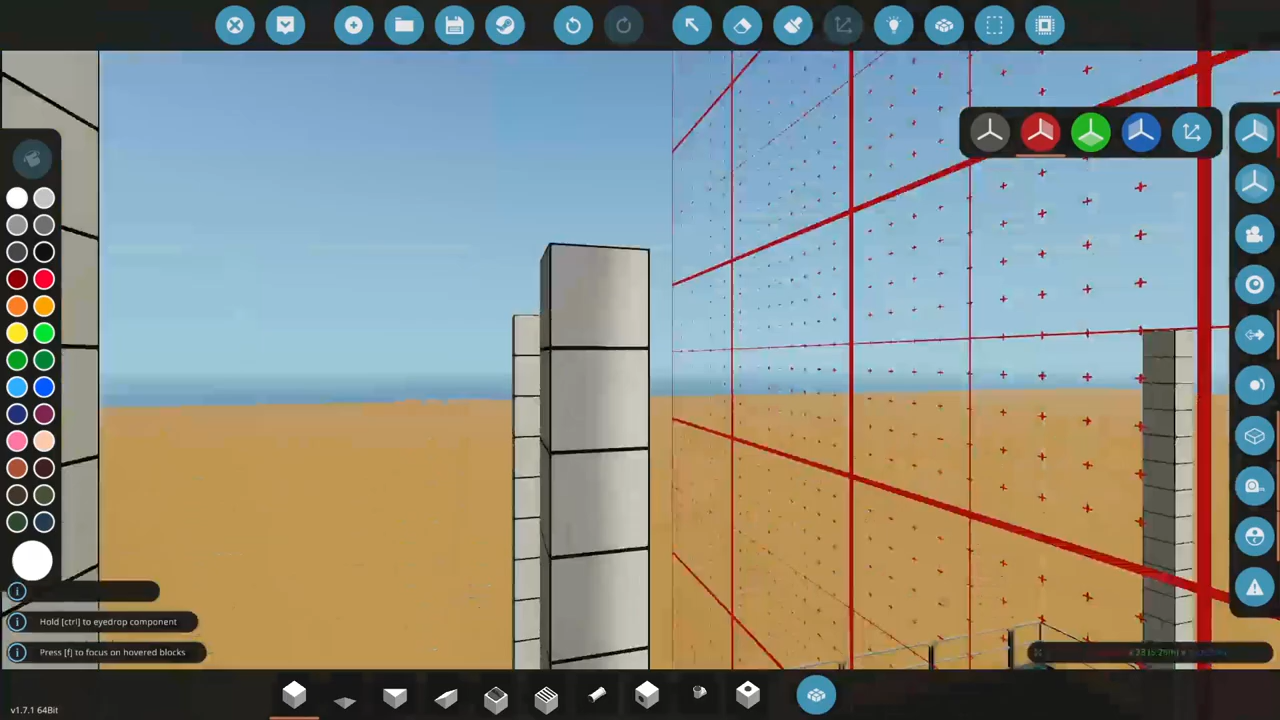 Hold [ctrl] to eyedrop component
Press [f] to focus on hovered blocks
v1.7.1 64Bit